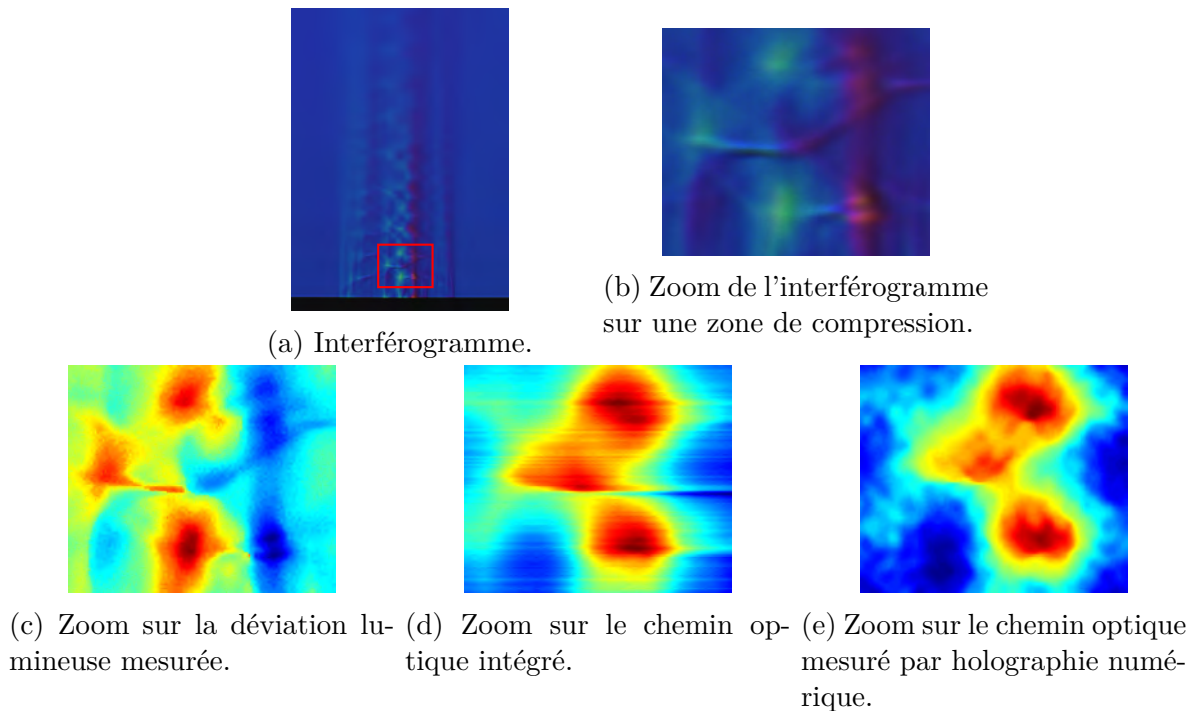 (a) Interférogramme.
(b) Zoom de l'interférogramme
sur une zone de compression.
(c) Zoom sur la déviation lu-
mineuse mesurée.
(d) Zoom sur le chemin op-
tique intégré.
(e) Zoom sur le chemin optique
mesuré par holographie numé-
rique.